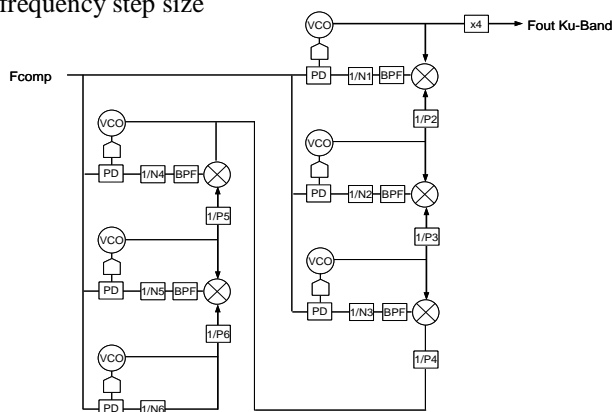 frequency step size
VCO
x4
Fout Ku-Band
Fcomp
PD
1/N1
BPF
1/P2
VCO
VCO
PD
1/N4
BPF
PD
1/N2
BPF
1/P5
1/P3
VCO
VCO
PD
1/N5
BPF
PD
1/N3
BPF
1/P6
1/P4
VCO
PD
1/N6